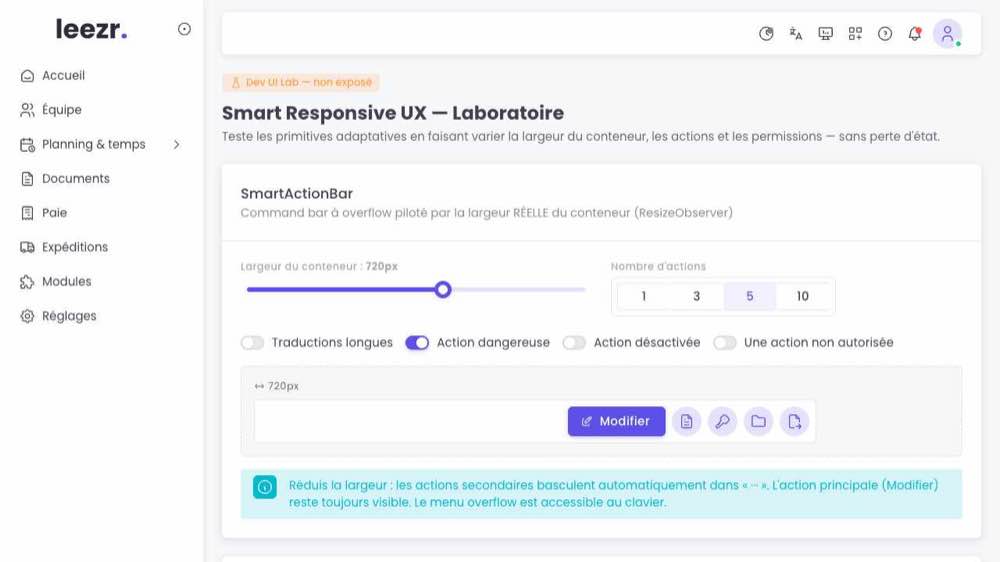 leezr.
Accueil
Équipe
Planning & temps
Documents
Paie
Expéditions
Modules
Réglages
Dev UI Lab — non exposé
Smart Responsive UX — Laboratoire
Teste les primitives adaptatives en faisant varier la largeur du conteneur, les actions et les permissions — sans perte d'état.
SmartActionBar
Command bar à overflow piloté par la largeur RÉELLE du conteneur (ResizeObserver)
Largeur du conteneur : 720px
Nombre d'actions
1 3 5 10
Traductions longues Action dangereuse Action désactivée Une action non autorisée
↔ 720px
Modifier
Réduis la largeur : les actions secondaires basculent automatiquement dans « ··· ». L'action principale (Modifier)
reste toujours visible. Le menu overflow est accessible au clavier.